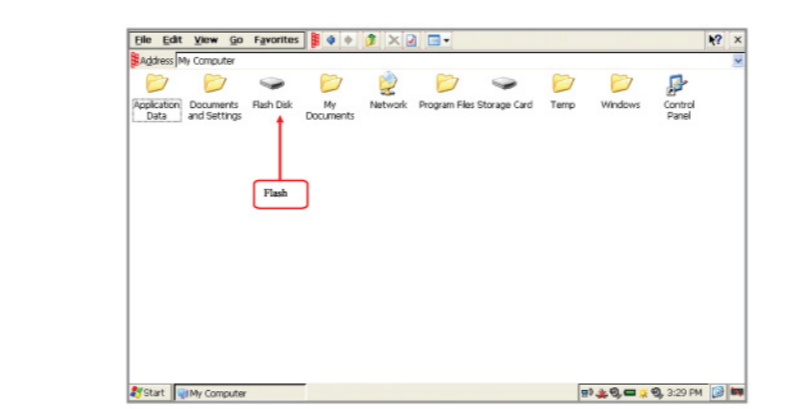 File Edit View Go Favorites
Address My Computer
Application Data
Documents and Settings
Flash Disk
My Documents
Network
Program Files
Storage Card
Temp
Windows
Control Panel
Flash
Start My Computer 3:29 PM